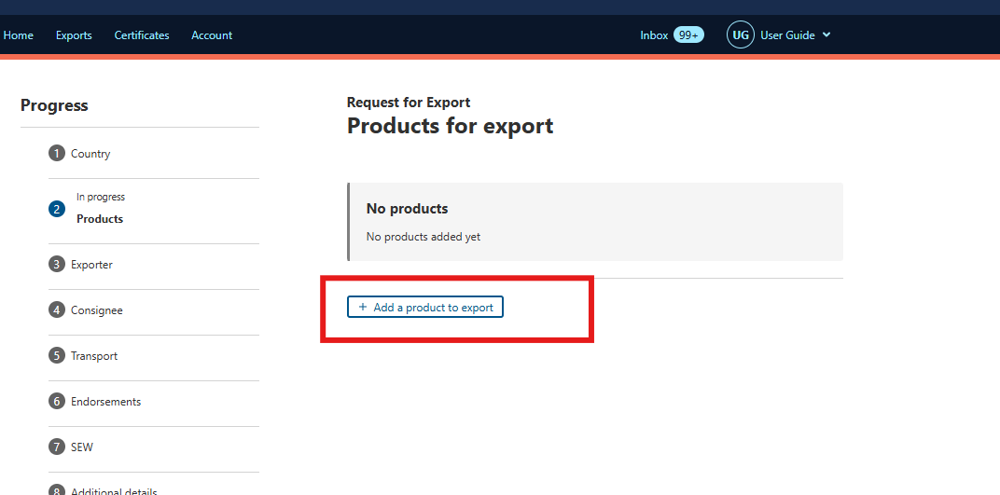 Home Exports Certificates Account Inbox 99+ UG User Guide
Progress
1 Country
In progress
2 Products
3 Exporter
4 Consignee
5 Transport
6 Endorsements
7 SEW
8 Additional details
Request for Export
Products for export
No products
No products added yet
+ Add a product to export